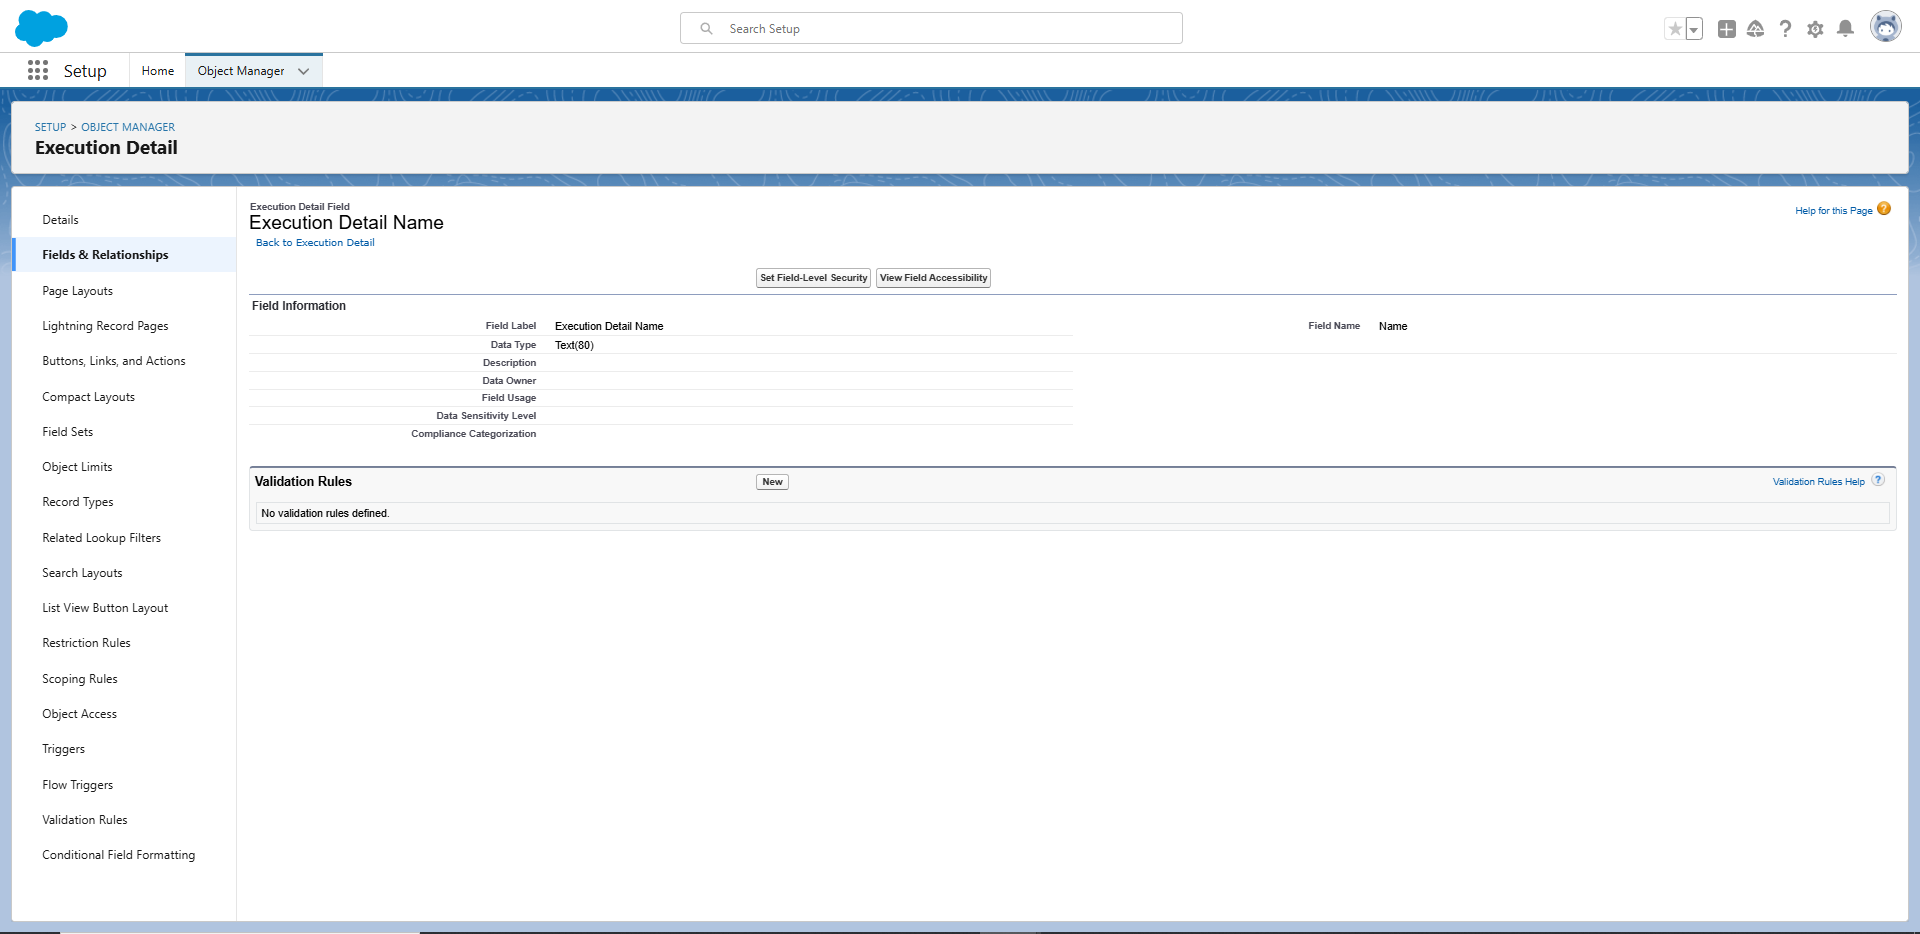 Search Setup
Setup
Home
Object Manager
SETUP > OBJECT MANAGER
Execution Detail
Details
Fields & Relationships
Page Layouts
Lightning Record Pages
Buttons, Links, and Actions
Compact Layouts
Field Sets
Object Limits
Record Types
Related Lookup Filters
Search Layouts
List View Button Layout
Restriction Rules
Scoping Rules
Object Access
Triggers
Flow Triggers
Validation Rules
Conditional Field Formatting
Execution Detail Field
Execution Detail Name
Back to Execution Detail
Help for this Page ?
Set Field-Level Security View Field Accessibility
Field Information
Field Label Execution Detail Name Field Name Name
Data Type Text(80)
Description
Data Owner
Field Usage
Data Sensitivity Level
Compliance Categorization
Validation Rules New Validation Rules Help ?
No validation rules defined.